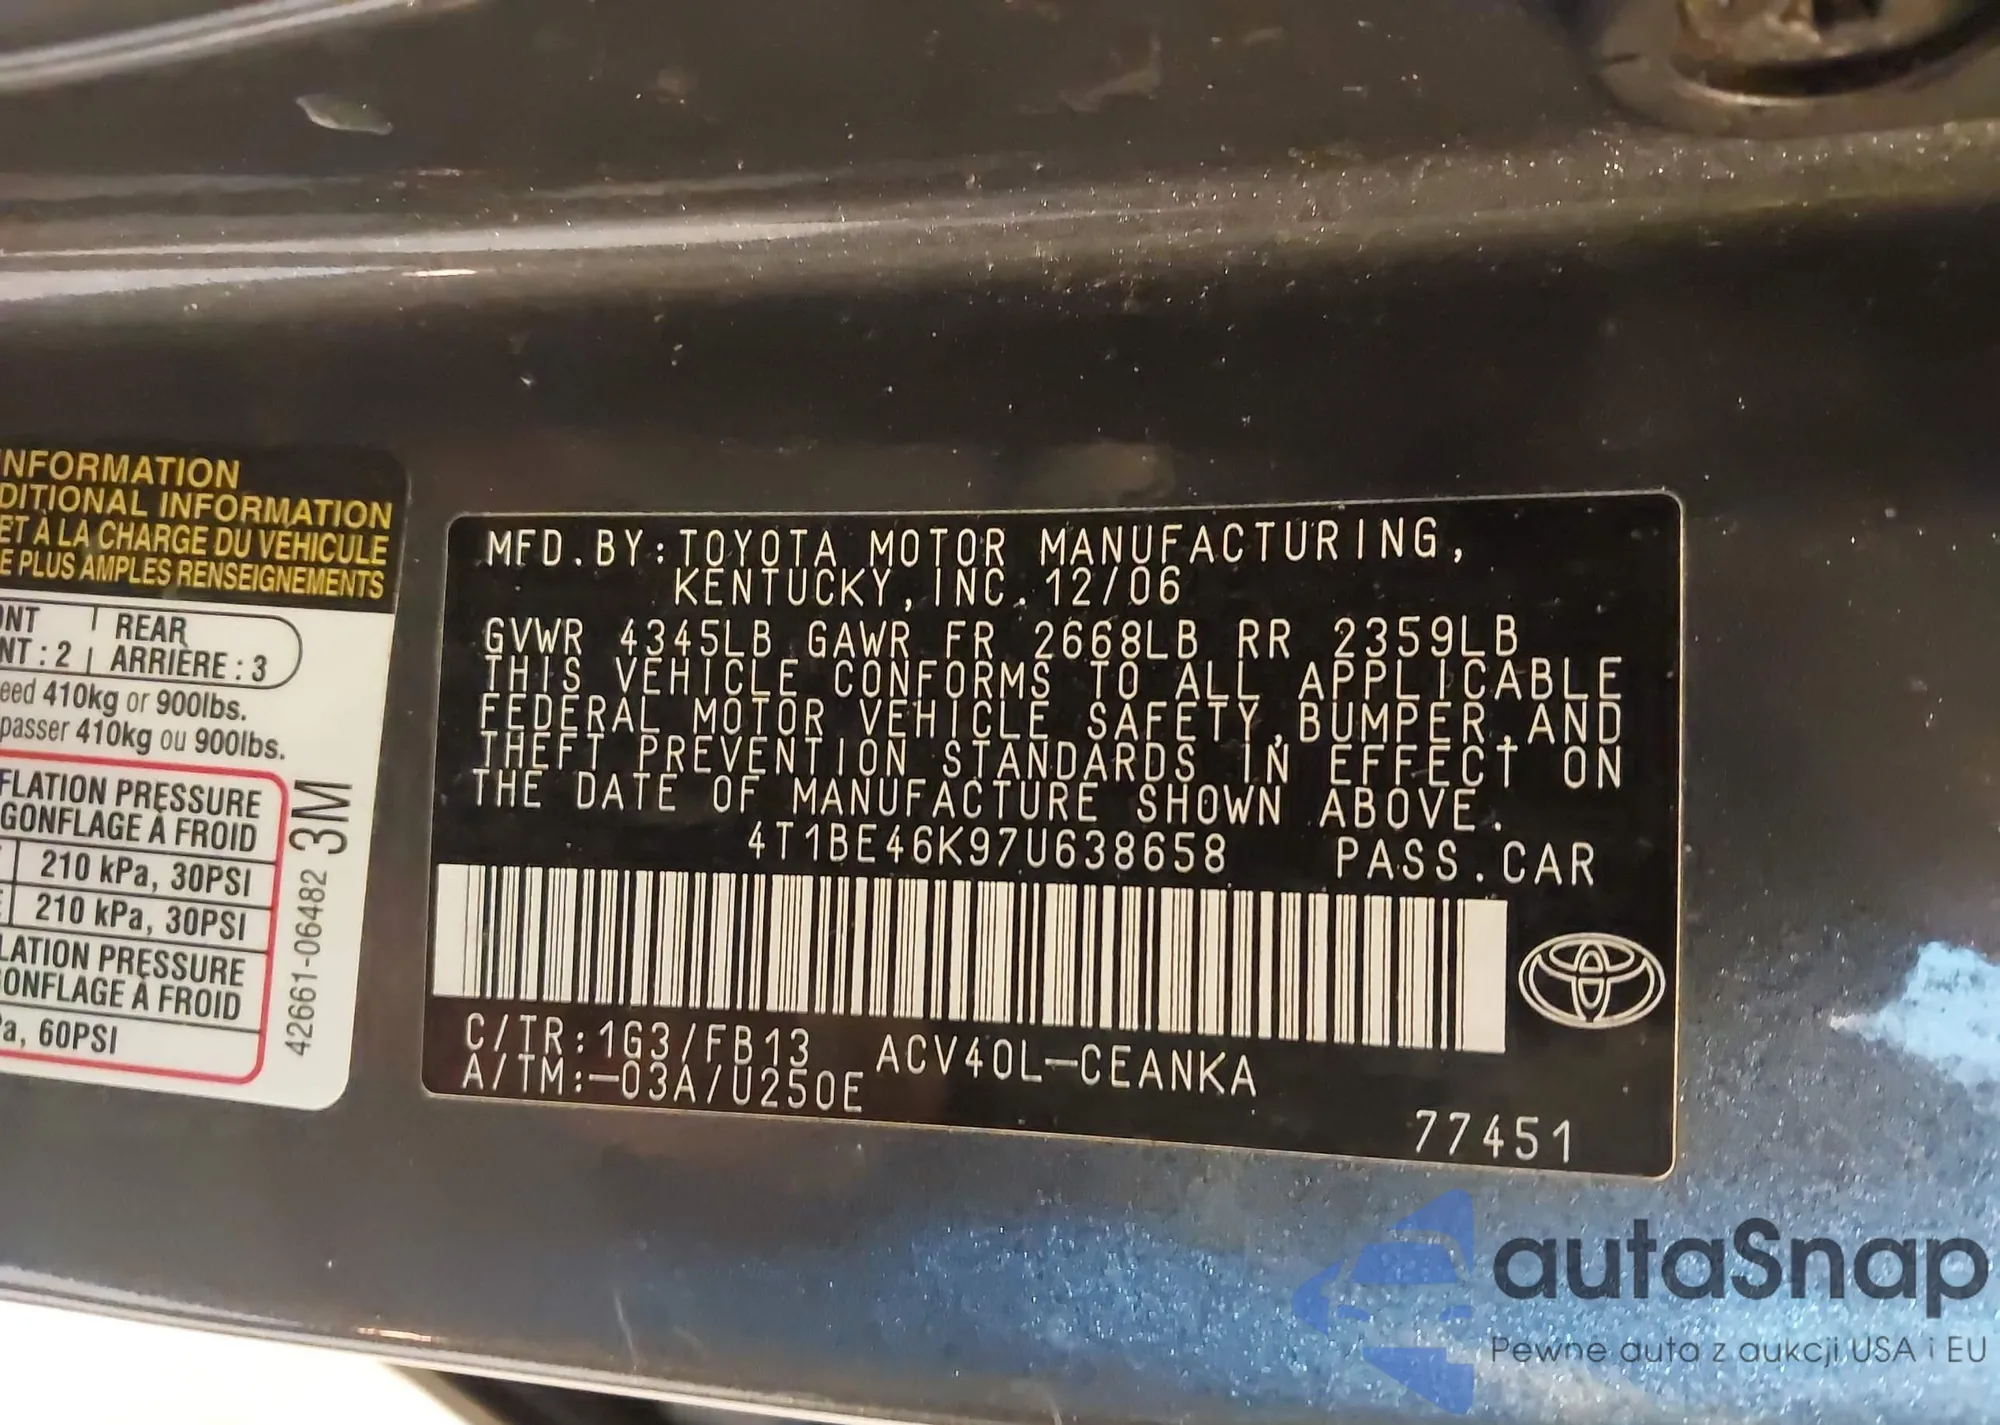 NFORMATION
DITIONAL INFORMATION
ET À LA CHARGE DU VÉHICULE
E PLUS AMPLES RENSEIGNEMENTS
ONT REAR
NT : 2 ARRIÈRE : 3
eed 410kg or 900lbs.
passer 410kg ou 900lbs.
FLATION PRESSURE
GONFLAGE À FROID
210 kPa, 30PSI
210 kPa, 30PSI
LATION PRESSURE
ONFLAGE À FROID
a, 60PSI
42661-06482 3M
MFD.BY:TOYOTA MOTOR MANUFACTURING,
KENTUCKY,INC. 12/06
GVWR 4345LB GAWR FR 2668LB RR 2359LB
THIS VEHICLE CONFORMS TO ALL APPLICABLE
FEDERAL MOTOR VEHICLE SAFETY,BUMPER,AND
THEFT PREVENTION STANDARDS IN EFFECT ON
THE DATE OF MANUFACTURE SHOWN ABOVE.
4T1BE46K97U638658 PASS.CAR
C/TR:1G3/FB13 ACV40L-CEANKA
A/TM:-03A/U250E
77451
autaSnap
Pewne auta z aukcji USA i EU